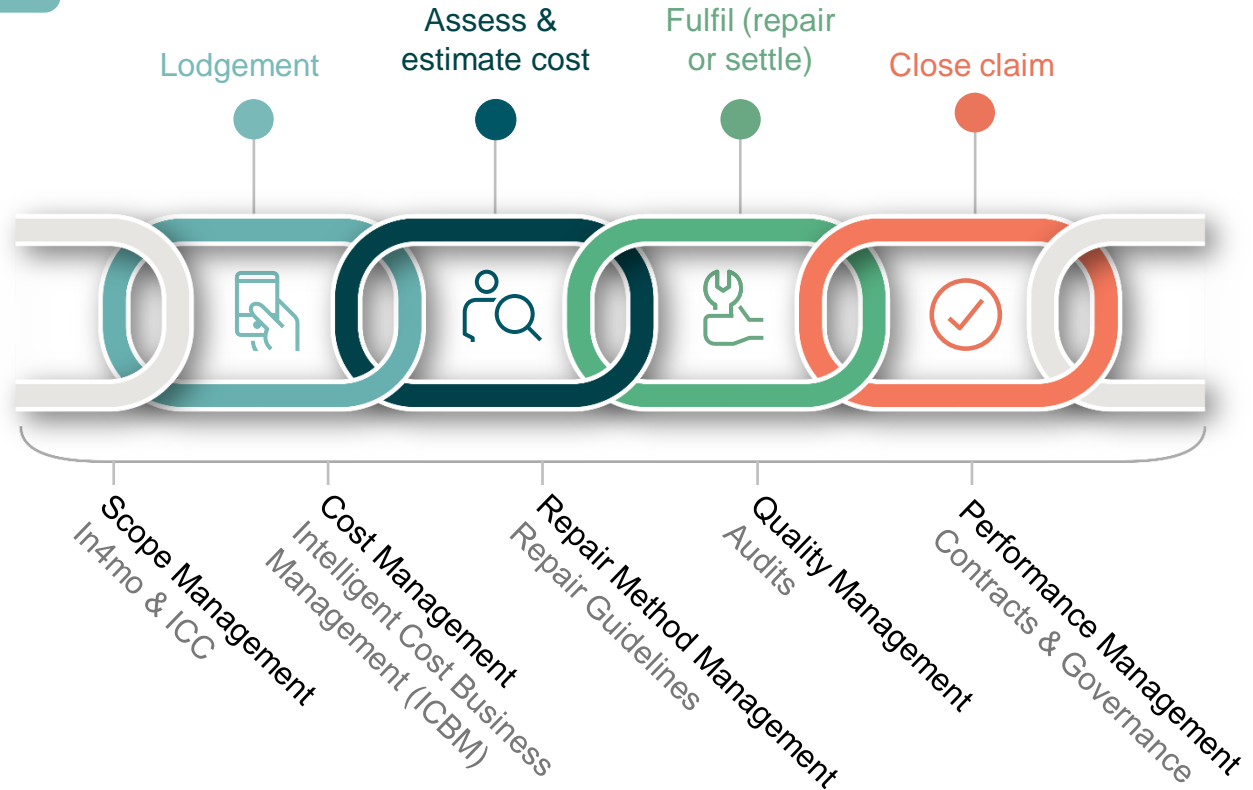 Lodgement
Assess &
estimate cost
Fulfil (repair
or settle)
Close claim
Scope Management
In4mo & ICC
Cost Management
Intelligent Cost Business
Management (ICBM)
Repair Method Management
Repair Guidelines
Quality Management
Audits
Performance Management
Contracts & Governance